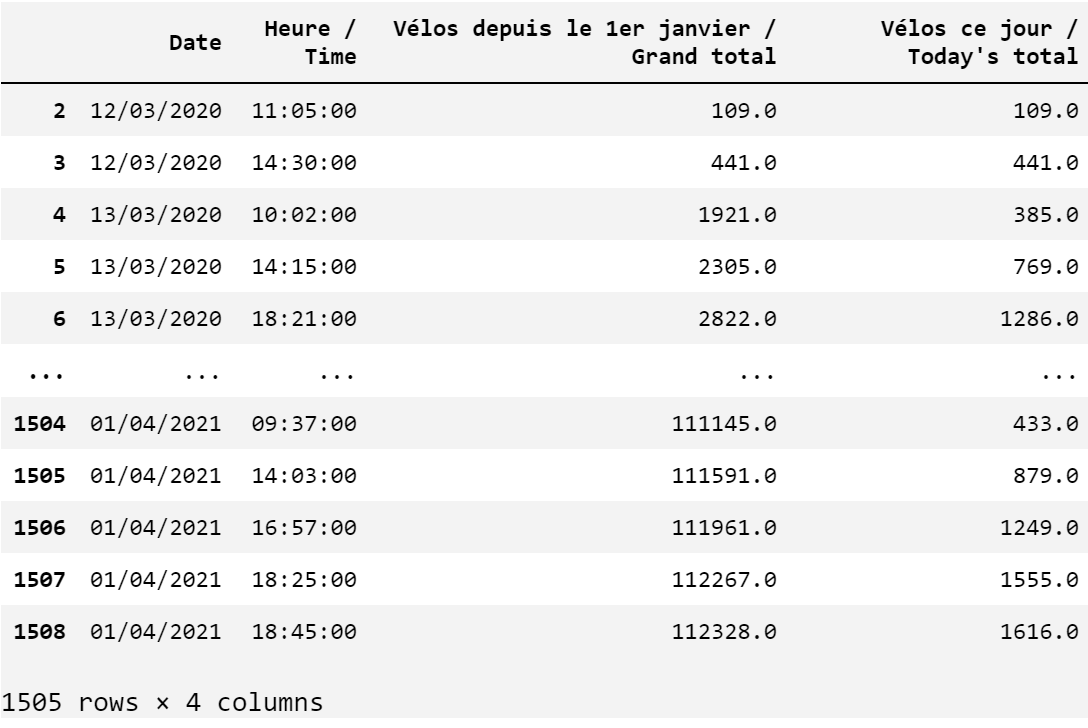 Date Heure / Time Vélos depuis le 1er janvier / Grand total Vélos ce jour / Today's total
2 12/03/2020 11:05:00 109.0 109.0
3 12/03/2020 14:30:00 441.0 441.0
4 13/03/2020 10:02:00 1921.0 385.0
5 13/03/2020 14:15:00 2305.0 769.0
6 13/03/2020 18:21:00 2822.0 1286.0
... ... ... ... ...
1504 01/04/2021 09:37:00 111145.0 433.0
1505 01/04/2021 14:03:00 111591.0 879.0
1506 01/04/2021 16:57:00 111961.0 1249.0
1507 01/04/2021 18:25:00 112267.0 1555.0
1508 01/04/2021 18:45:00 112328.0 1616.0
1505 rows × 4 columns